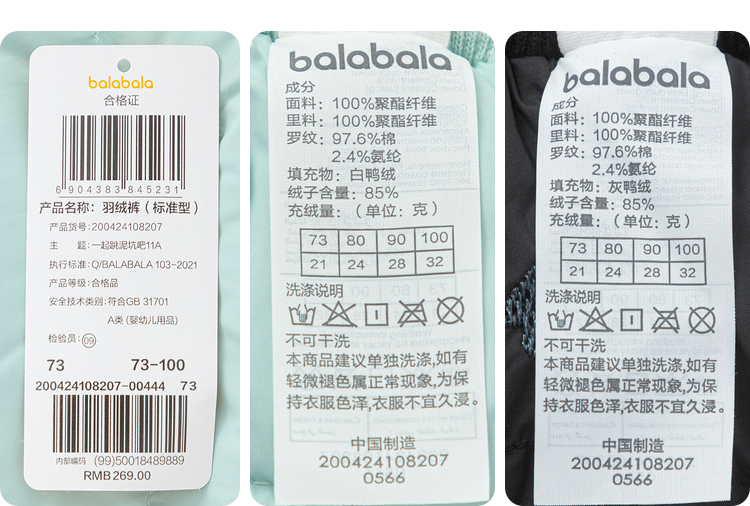 balabala
合格证
6 904383 845231
产品名称：羽绒裤（标准型）
产品货号：200424108207
主 题：一起跳泥坑吧11A
执行标准：Q/BALABALA 103-2021
产品等级：合格品
安全技术类别：符合GB 31701
A类 (婴幼儿用品)
检验员：09
73 73-100
200424108207-00444 73
内部编码 (99)50018489889
RMB269.00
balabala
成分
面料：100%聚酯纤维
里料：100%聚酯纤维
罗纹：97.6%棉
2.4%氨纶
填充物：白鸭绒
绒子含量：85%
充绒量：（单位：克）
73 80 90 100
21 24 28 32
洗涤说明
不可干洗
本商品建议单独洗涤,如有
轻微褪色属正常现象,为保
持衣服色泽,衣服不宜久浸。
中国制造
200424108207
0566
balabala
成分
面料：100%聚酯纤维
里料：100%聚酯纤维
罗纹：97.6%棉
2.4%氨纶
填充物：灰鸭绒
绒子含量：85%
充绒量：（单位：克）
73 80 90 100
21 24 28 32
洗涤说明
不可干洗
本商品建议单独洗涤,如有
轻微褪色属正常现象,为保
持衣服色泽,衣服不宜久浸。
中国制造
200424108207
0566